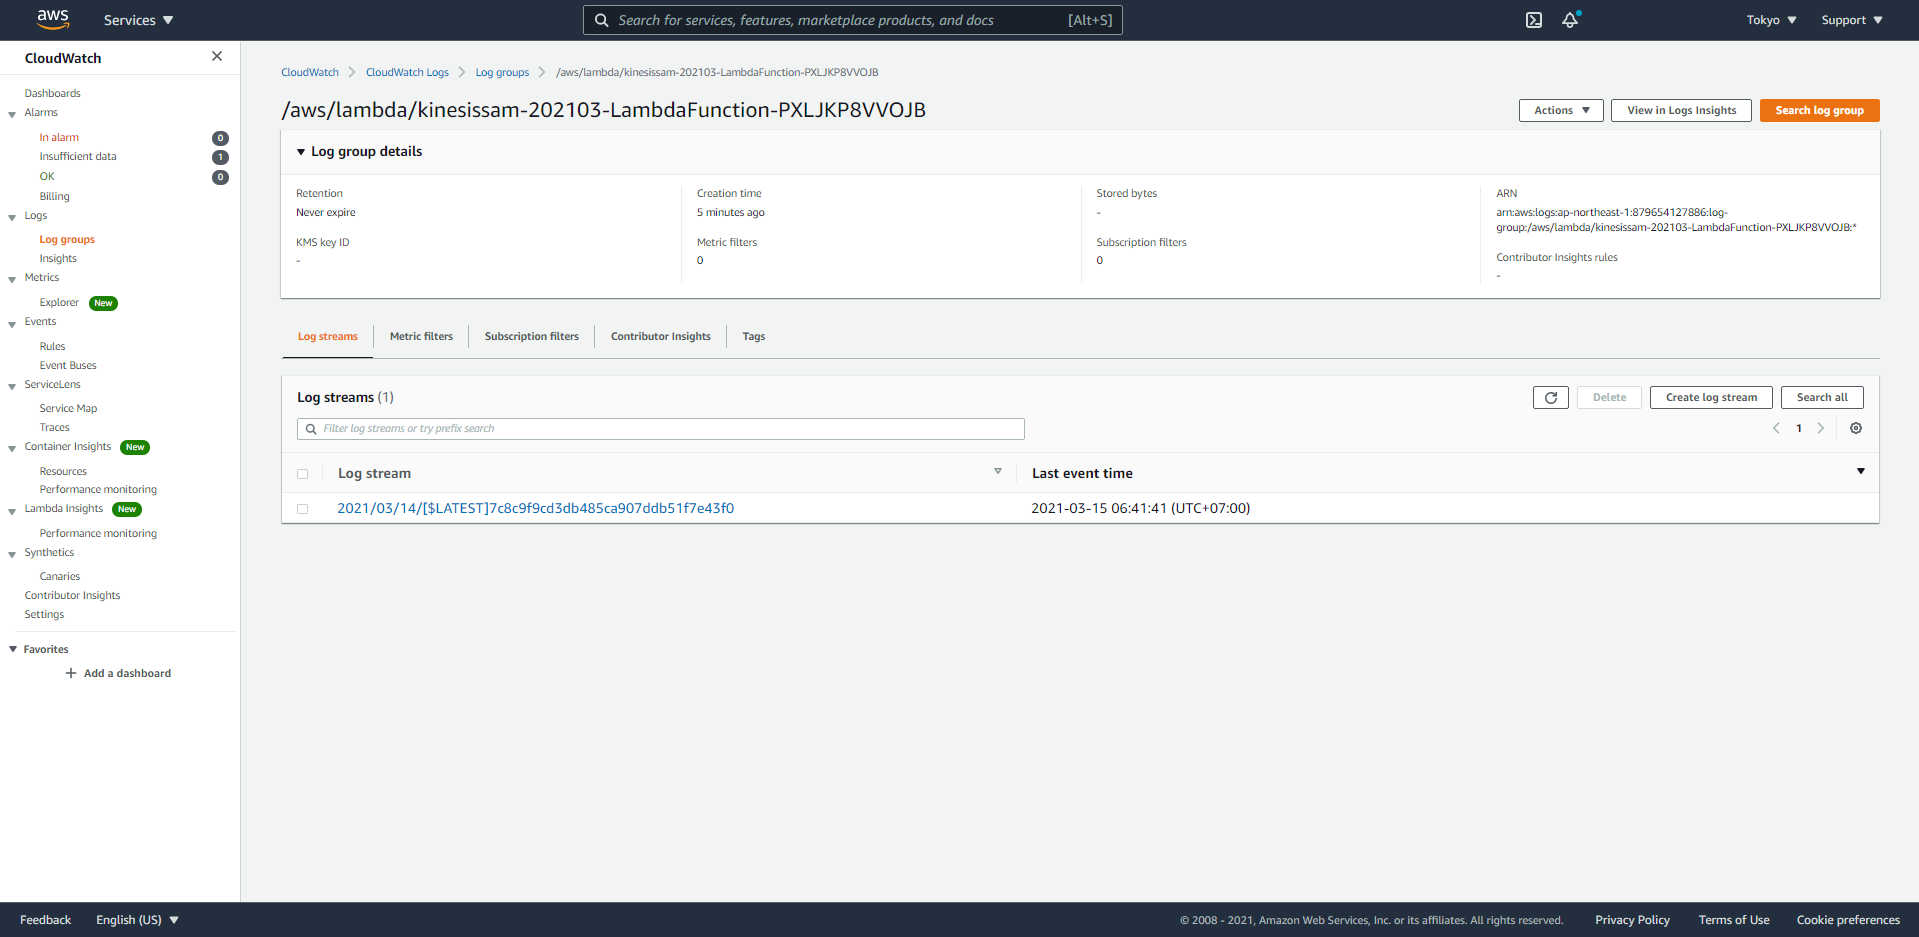 aws
Services
Search for services, features, marketplace products, and docs [Alt+S]
Tokyo
Support
CloudWatch
Dashboards
Alarms
In alarm 0
Insufficient data 1
OK 0
Billing
Logs
Log groups
Insights
Metrics
Explorer New
Events
Rules
Event Buses
ServiceLens
Service Map
Traces
Container Insights New
Resources
Performance monitoring
Lambda Insights New
Performance monitoring
Synthetics
Canaries
Contributor Insights
Settings
Favorites
Add a dashboard
CloudWatch CloudWatch Logs Log groups /aws/lambda/kinesissam-202103-LambdaFunction-PXLJKP8VVOJB
/aws/lambda/kinesissam-202103-LambdaFunction-PXLJKP8VVOJB
Actions
View in Logs Insights
Search log group
Log group details
Retention
Never expire
KMS key ID
-
Creation time
5 minutes ago
Metric filters
0
Stored bytes
-
Subscription filters
0
ARN
arn:aws:logs:ap-northeast-1:879654127886:log-
group:/aws/lambda/kinesissam-202103-LambdaFunction-PXLJKP8VVOJB:*
Contributor Insights rules
-
Log streams Metric filters Subscription filters Contributor Insights Tags
Log streams (1)
Delete
Create log stream
Search all
Filter log streams or try prefix search
1
Log stream Last event time
2021/03/14/[$LATEST]7c8c9f9cd3db485ca907ddb51f7e43f0 2021-03-15 06:41:41 (UTC+07:00)
Feedback
English (US)
© 2008 - 2021, Amazon Web Services, Inc. or its affiliates. All rights reserved.
Privacy Policy
Terms of Use
Cookie preferences